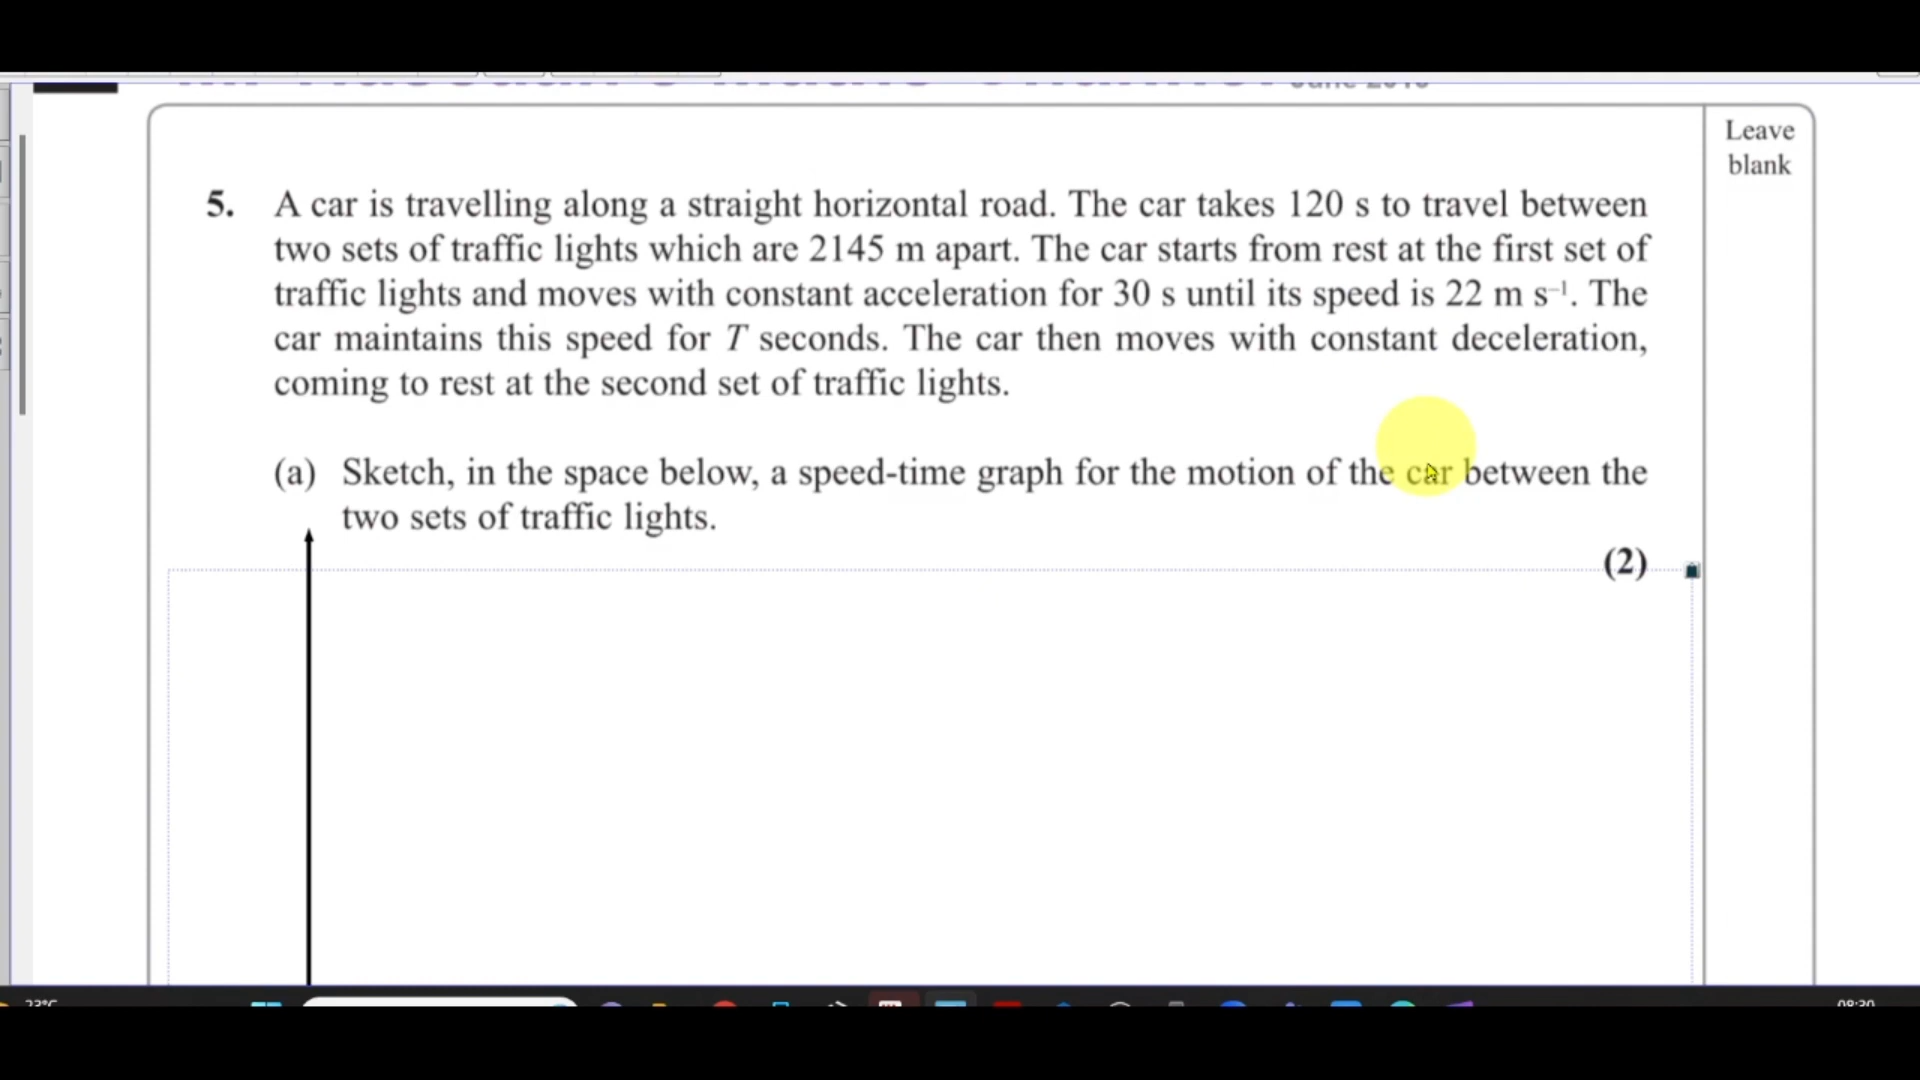 Leave
blank
5. A car is travelling along a straight horizontal road. The car takes 120 s to travel between
two sets of traffic lights which are 2145 m apart. The car starts from rest at the first set of
traffic lights and moves with constant acceleration for 30 s until its speed is 22 m s⁻¹. The
car maintains this speed for T seconds. The car then moves with constant deceleration,
coming to rest at the second set of traffic lights.
(a) Sketch, in the space below, a speed-time graph for the motion of the car between the
two sets of traffic lights.
(2)
23°C
08:30